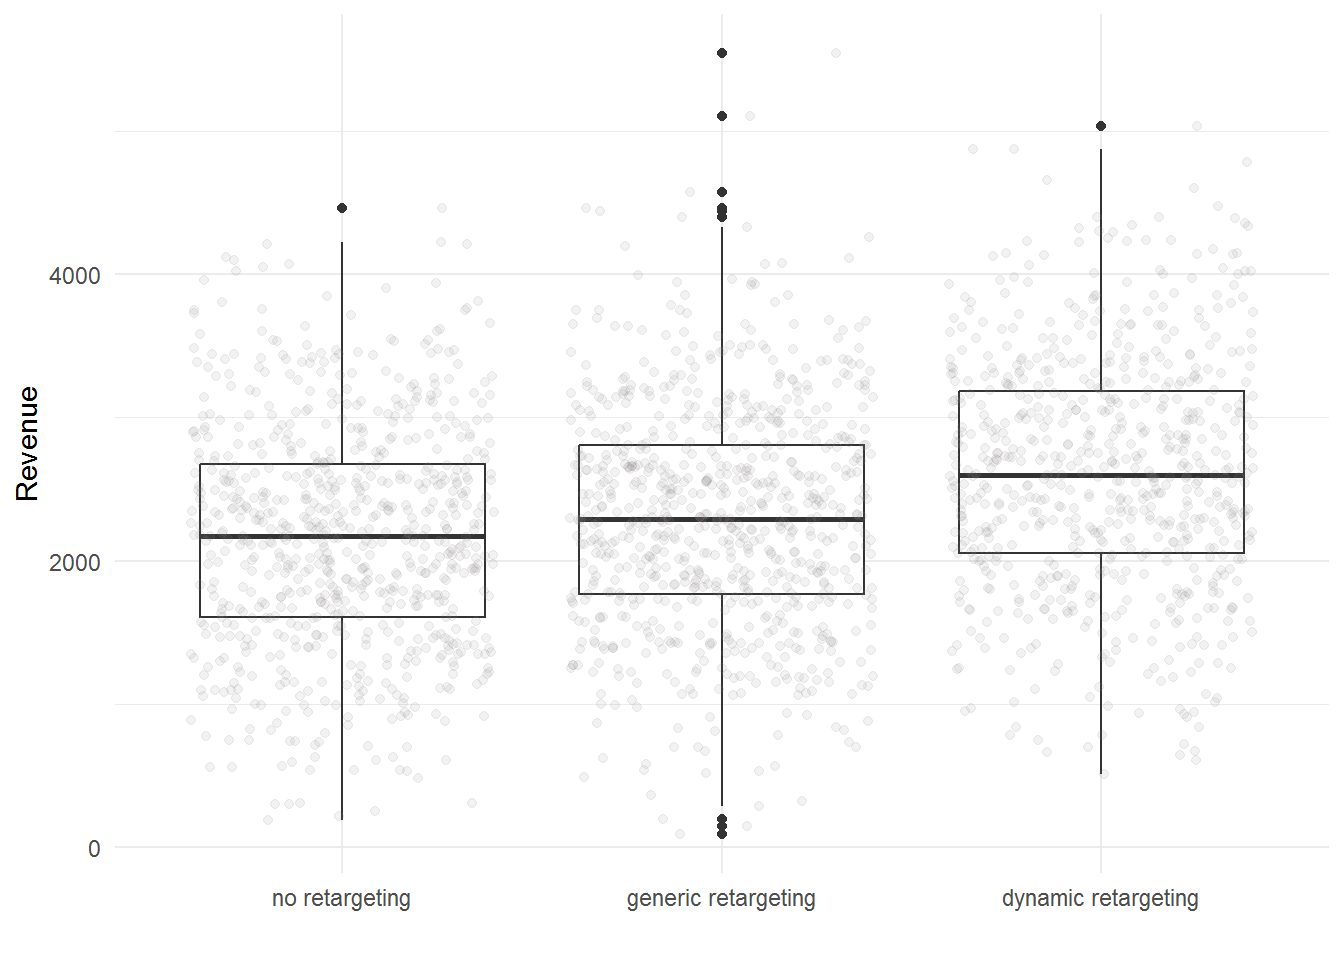 Revenue
4000
2000
0
no retargeting
generic retargeting
dynamic retargeting